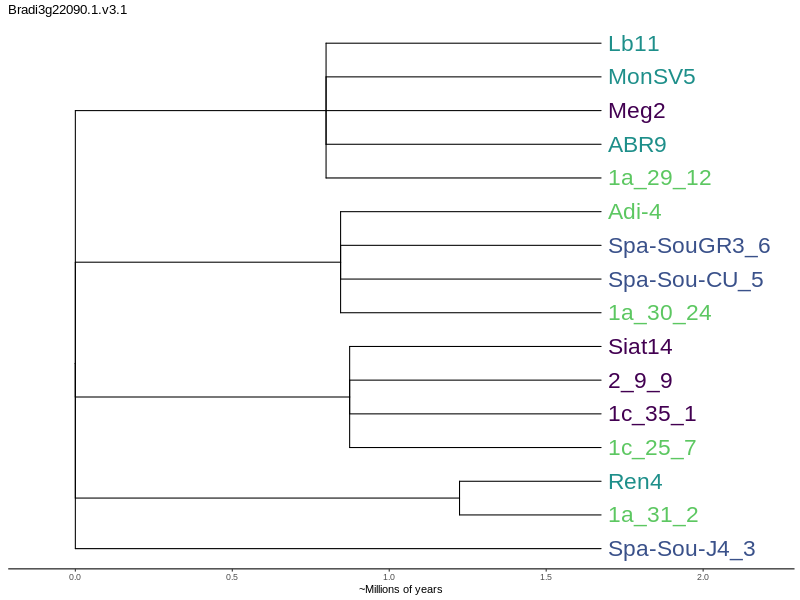 Bradi3g22090.1.v3.1
Lb11
MonSV5
Meg2
ABR9
1a_29_12
Adi-4
Spa-SouGR3_6
Spa-Sou-CU_5
1a_30_24
Siat14
2_9_9
1c_35_1
1c_25_7
Ren4
1a_31_2
Spa-Sou-J4_3
0.0 0.5 1.0 1.5 2.0
~Millions of years